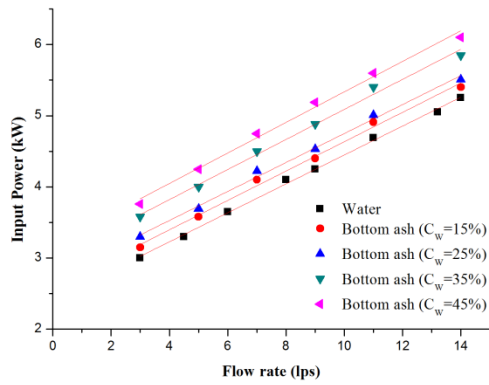 6
5
4
3
2
Input Power (kW)
Water
Bottom ash (Cw=15%)
Bottom ash (Cw=25%)
Bottom ash (Cw=35%)
Bottom ash (Cw=45%)
0 2 4 6 8 10 12 14
Flow rate (lps)